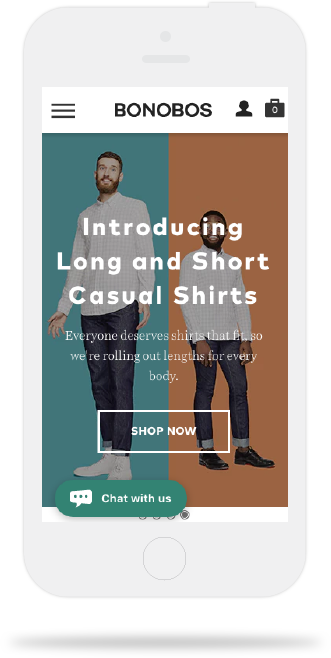 BONOBOS
0
Introducing
Long and Short
Casual Shirts
Everyone deserves shirts that fit, so
we're rolling out lengths for every
body.
SHOP NOW
Chat with us